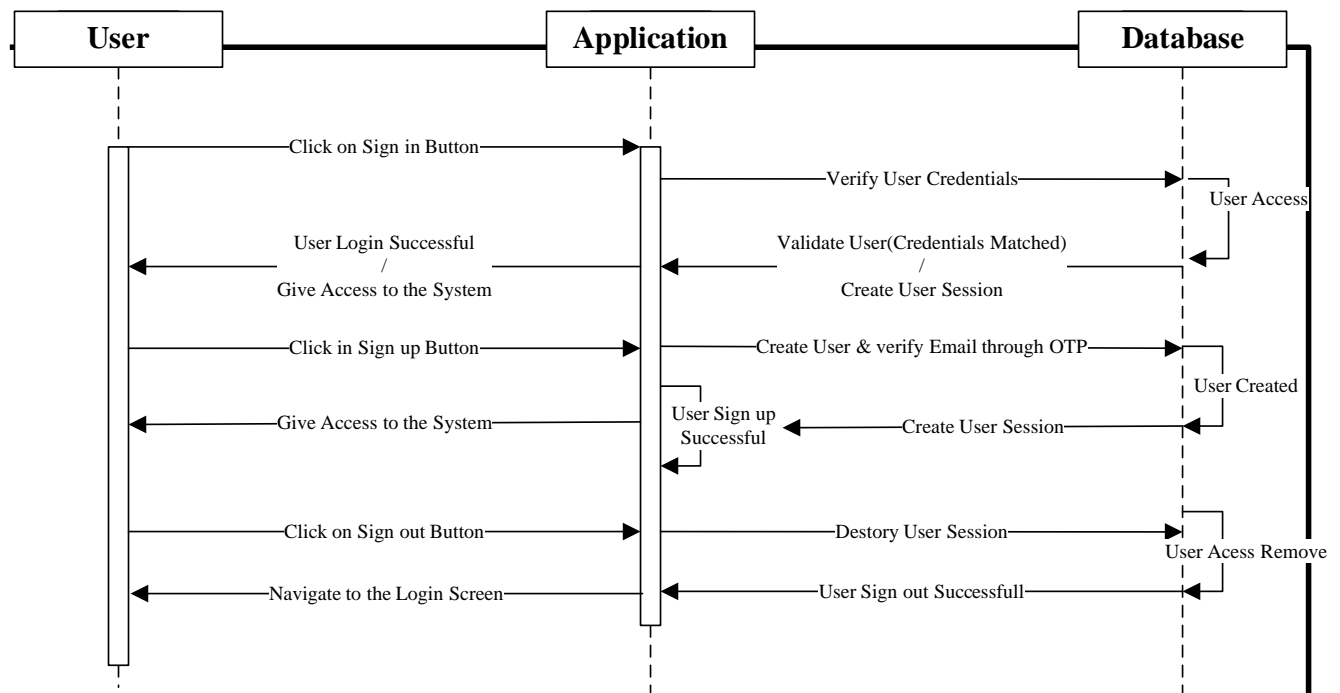 User
Application
Database
Click on Sign in Button
Verify User Credentials
User Access
User Login Successful
/
Give Access to the System
Validate User(Credentials Matched)
/
Create User Session
Click in Sign up Button
Create User & verify Email through OTP
User Created
User Sign up
Successful
Give Access to the System
Create User Session
Click on Sign out Button
Destory User Session
User Acess Remove
Navigate to the Login Screen
User Sign out Successfull